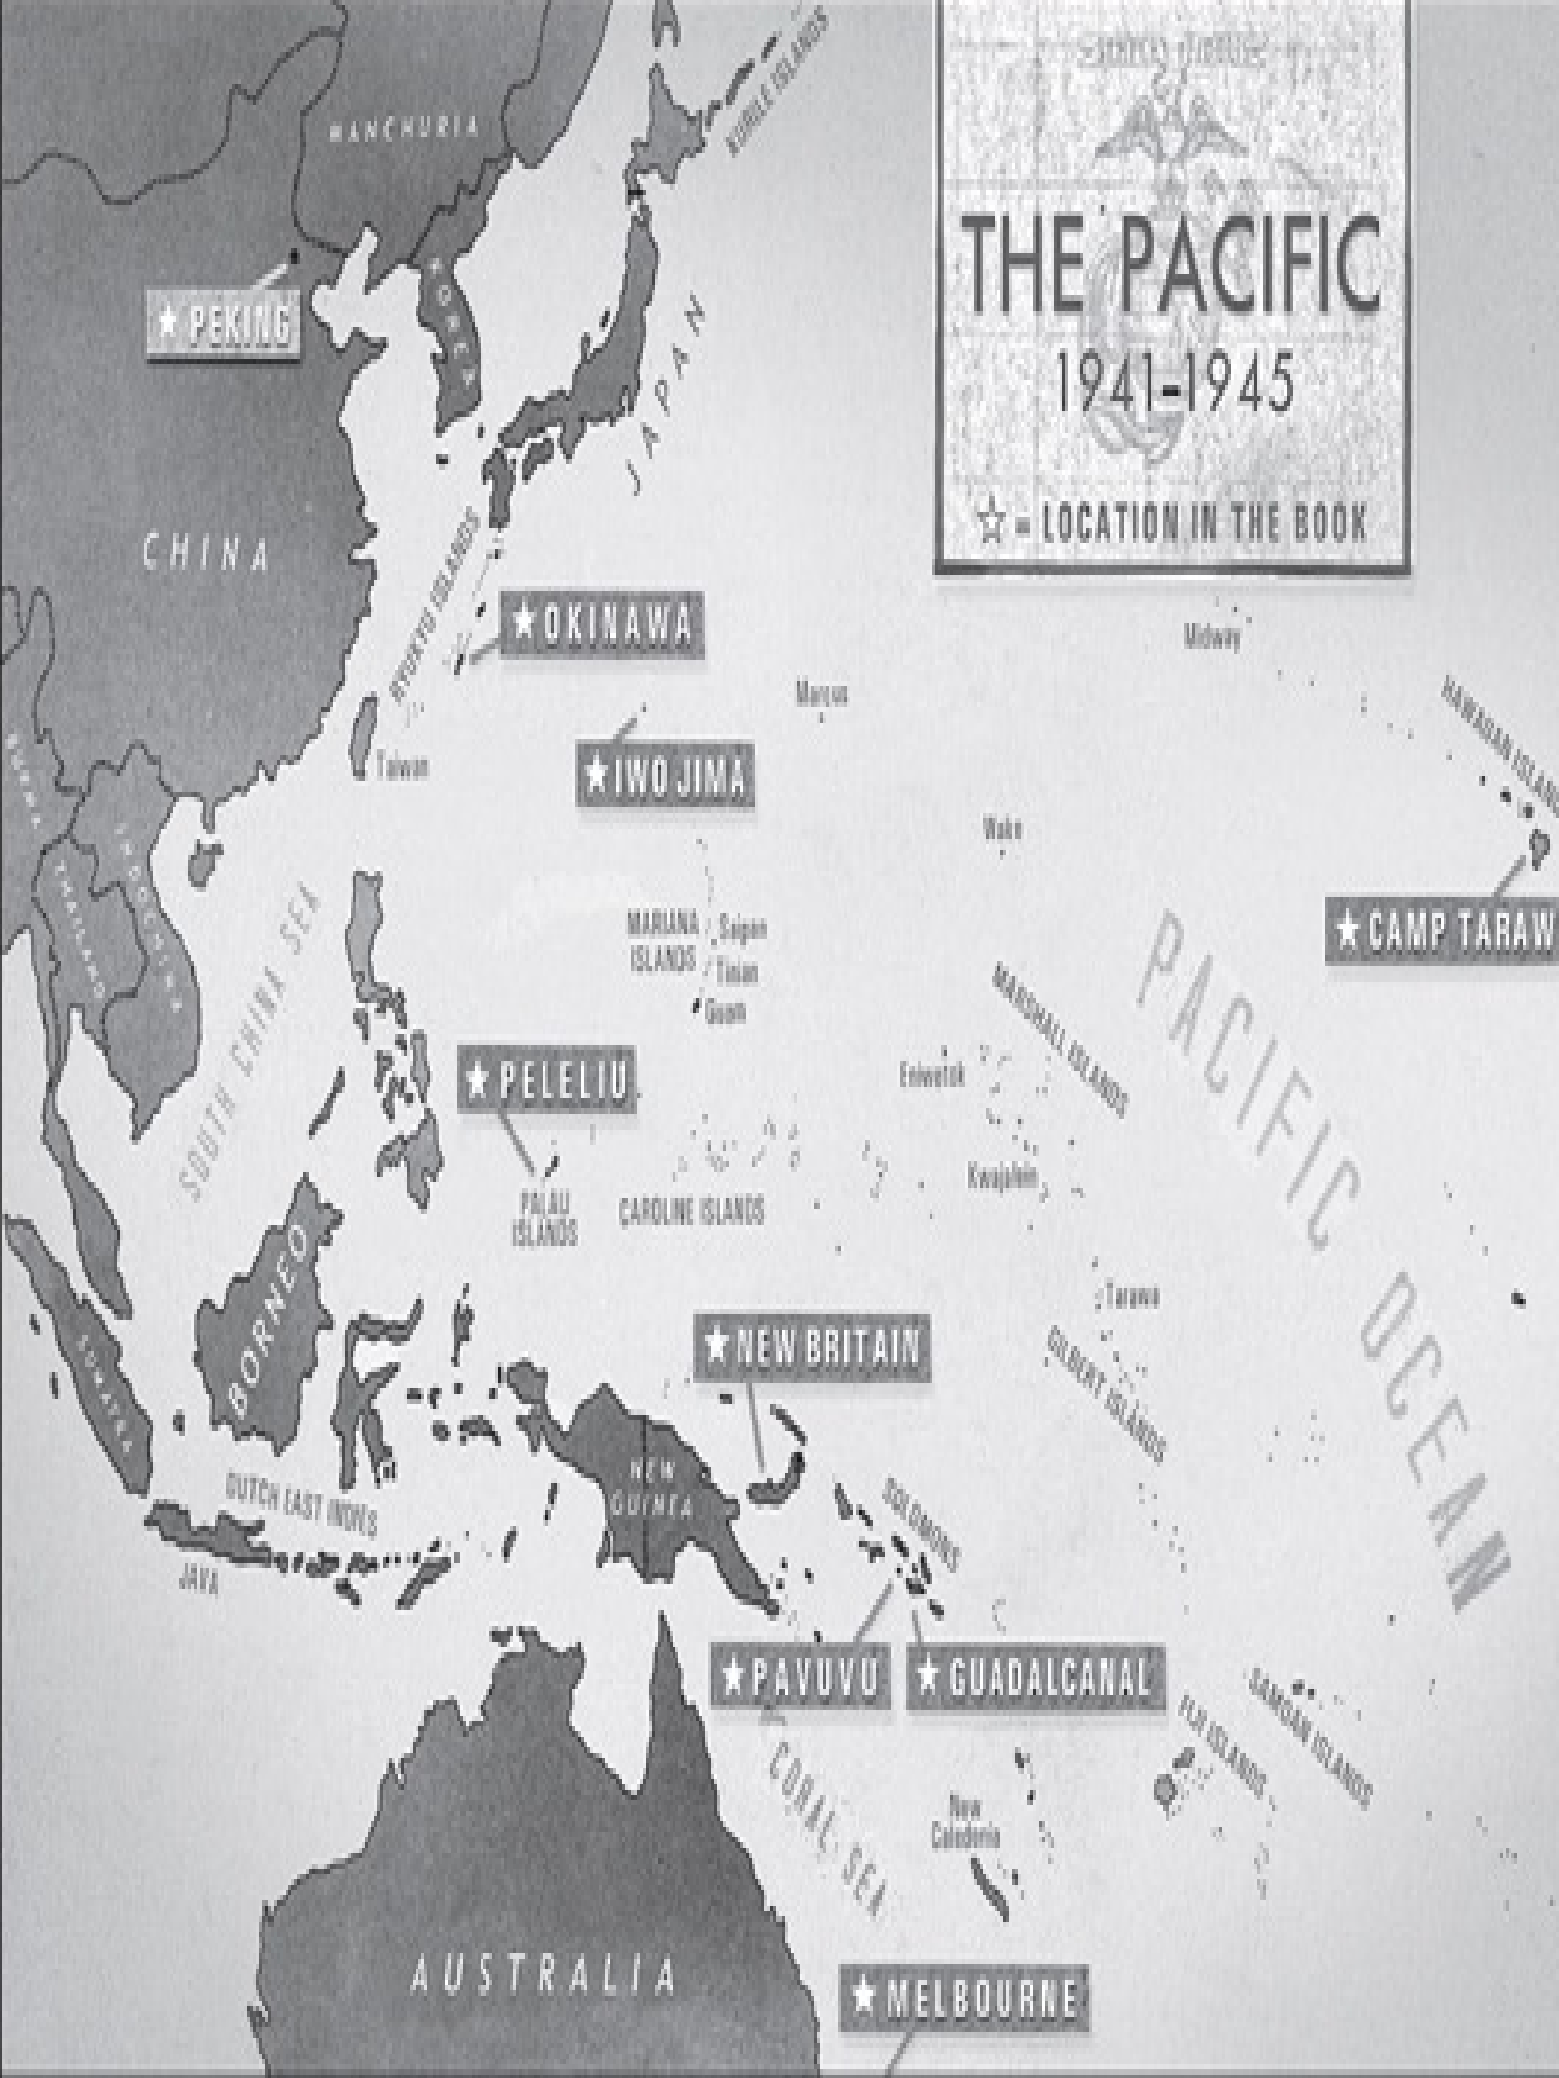 MANCHURIA
KURILE ISLANDS
THE PACIFIC
1941–1945
☆ = LOCATION IN THE BOOK
★ PEKING
KOREA
JAPAN
CHINA
RYUKYU ISLANDS
★ OKINAWA
Midway
Marcus
HAWAIIAN ISLAND
★ IWO JIMA
Taiwan
BURMA
Wake
INDOCHINA
THAILAND
★ CAMP TARAW
SOUTH CHINA SEA
MARIANA
ISLANDS
Saipan
Tinian
Guam
PACIFIC OCEAN
MARSHALL ISLANDS
★ PELELIU
Eniwetok
Kwajalein
PALAU
ISLANDS
CAROLINE ISLANDS
BORNEO
Tarawa
★ NEW BRITAIN
GILBERT ISLANDS
SUMATRA
NEW
GUINEA
DUTCH EAST INDIES
SOLOMONS
JAVA
★ PAVUVU
★ GUADALCANAL
SAMOAN ISLANDS
FIJI ISLANDS
CORAL SEA
New
Caledonia
AUSTRALIA
★ MELBOURNE